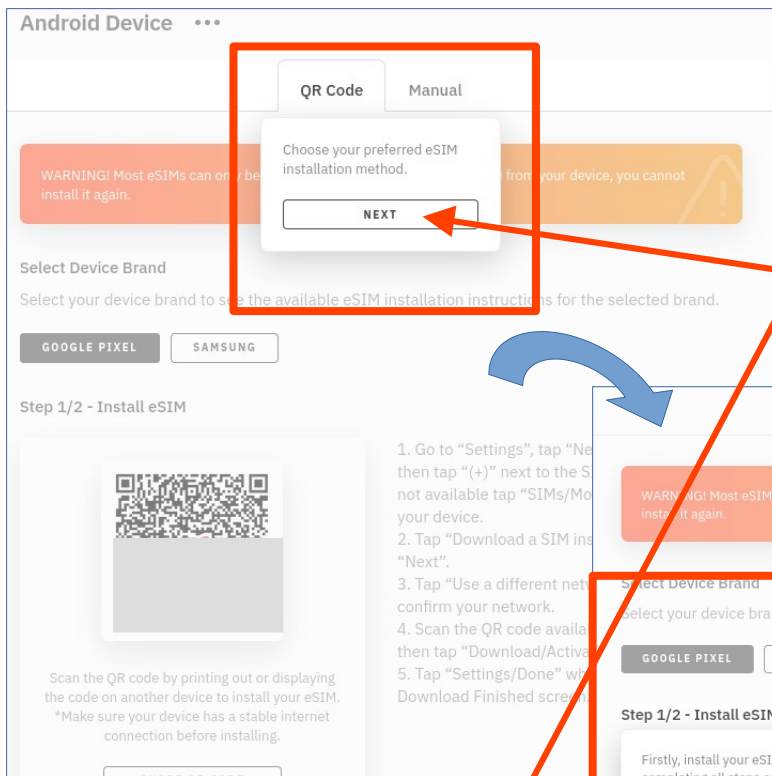 Android Device •••
QR Code
Manual
Choose your preferred eSIM
installation method.
NEXT
WARNING! Most eSIMs can only be
from your device, you cannot
install it again.
Select Device Brand
Select your device brand to see the available eSIM installation instructions for the selected brand.
GOOGLE PIXEL
SAMSUNG
Step 1/2 - Install eSIM
Scan the QR code by printing out or displaying
the code on another device to install your eSIM.
*Make sure your device has a stable internet
connection before installing.
1. Go to “Settings”, tap “Ne
then tap “(+)” next to the S
not available tap “SIMs/Mo
your device.
2. Tap “Download a SIM ins
“Next”.
3. Tap “Use a different netw
confirm your network.
4. Scan the QR code availa
then tap “Download/Activa
5. Tap “Settings/Done” wh
Download Finished screen.
WARNING! Most eSIM
install it again.
Select Device Brand
Select your device bra
GOOGLE PIXEL
Step 1/2 - Install eSIM
Firstly, install your eSI